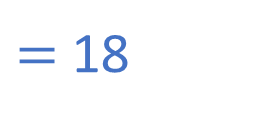 = 18